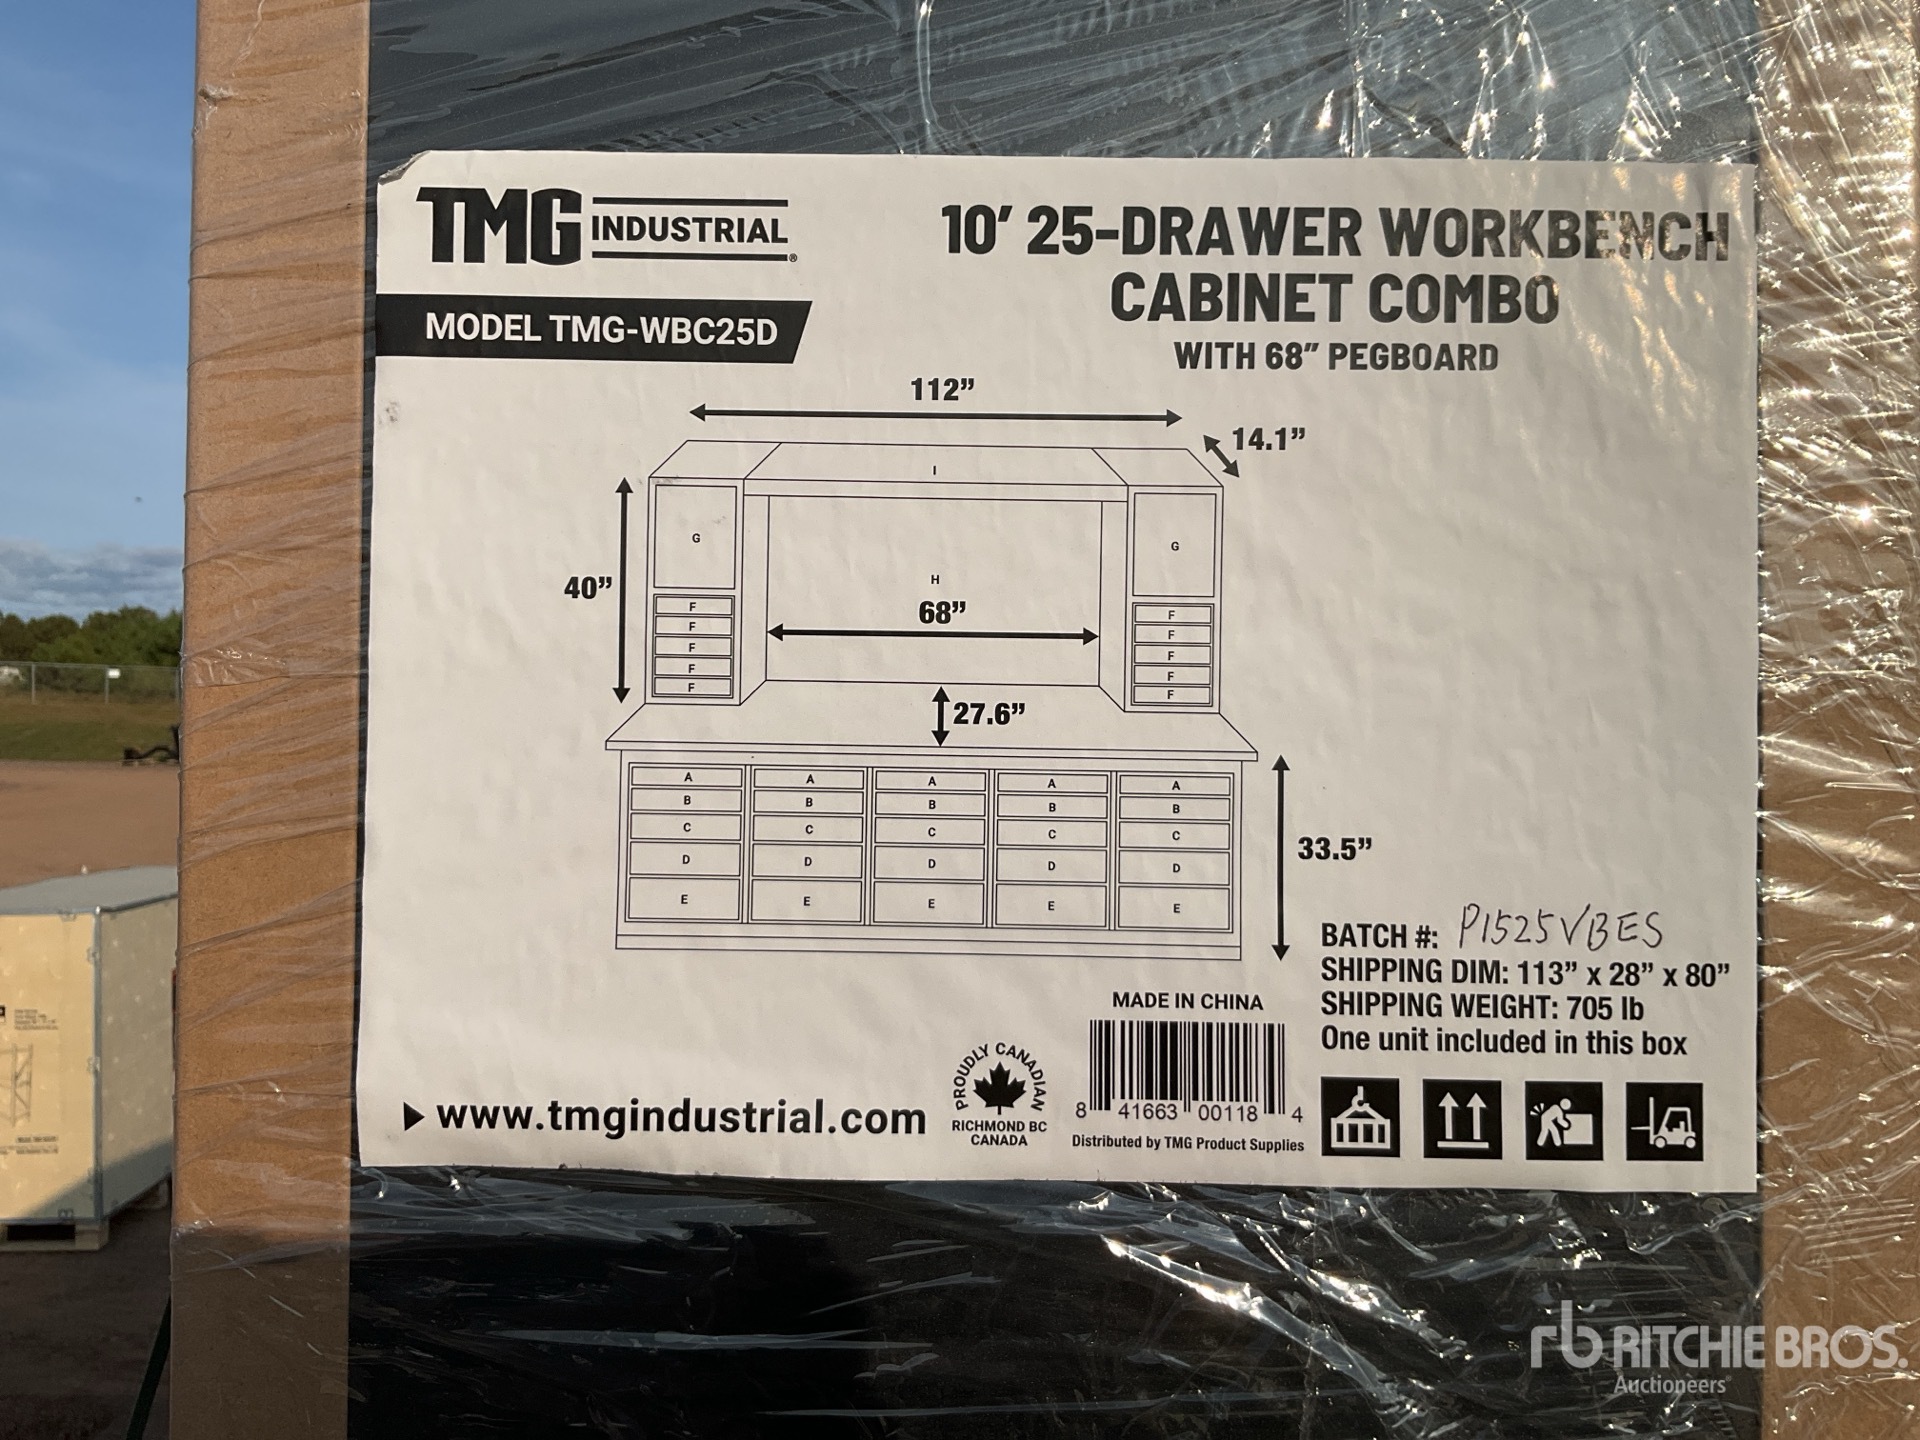 TMG INDUSTRIAL®
MODEL TMG-WBC25D
10' 25-DRAWER WORKBENCH
CABINET COMBO
WITH 68" PEGBOARD
112"
14.1"
I
40"
G
G
H
68"
F
F
F
F
F
F
F
F
F
F
27.6"
A A A A A
B B B B B
C C C C C
D D D D D
E E E E E
33.5"
BATCH #: P1525VBES
SHIPPING DIM: 113" x 28" x 80"
SHIPPING WEIGHT: 705 lb
One unit included in this box
MADE IN CHINA
8 41663 00118 4
Distributed by TMG Product Supplies
PROUDLY CANADIAN
RICHMOND BC
CANADA
www.tmgindustrial.com
rb RITCHIE BROS.
Auctioneers